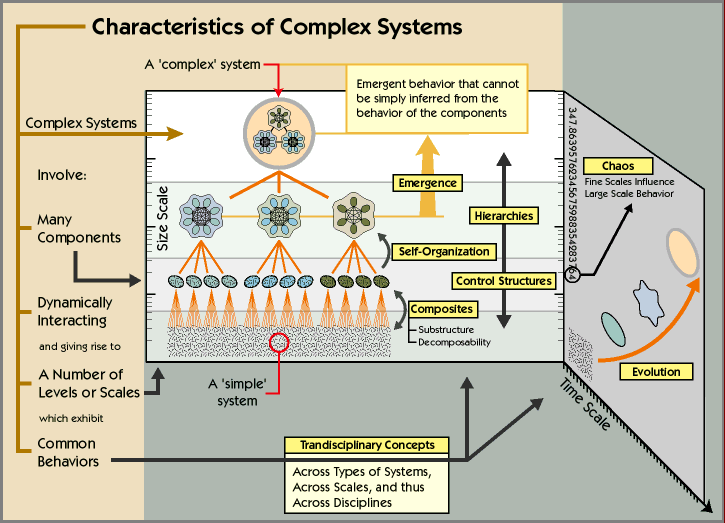 Characteristics of Complex Systems
A 'complex' system
Emergent behavior that cannot
be simply inferred from the
behavior of the components
Complex Systems
Involve:
Many
Components
Dynamically
Interacting
and giving rise to
A Number of
Levels or Scales
which exhibit
Common
Behaviors
Size Scale
Emergence
Hierarchies
Self-Organization
Control Structures
Composites
Substructure
Decomposability
A 'simple'
system
Chaos
Fine Scales Influence
Large Scale Behavior
Evolution
Time Scale
Trandisciplinary Concepts
Across Types of Systems,
Across Scales, and thus
Across Disciplines